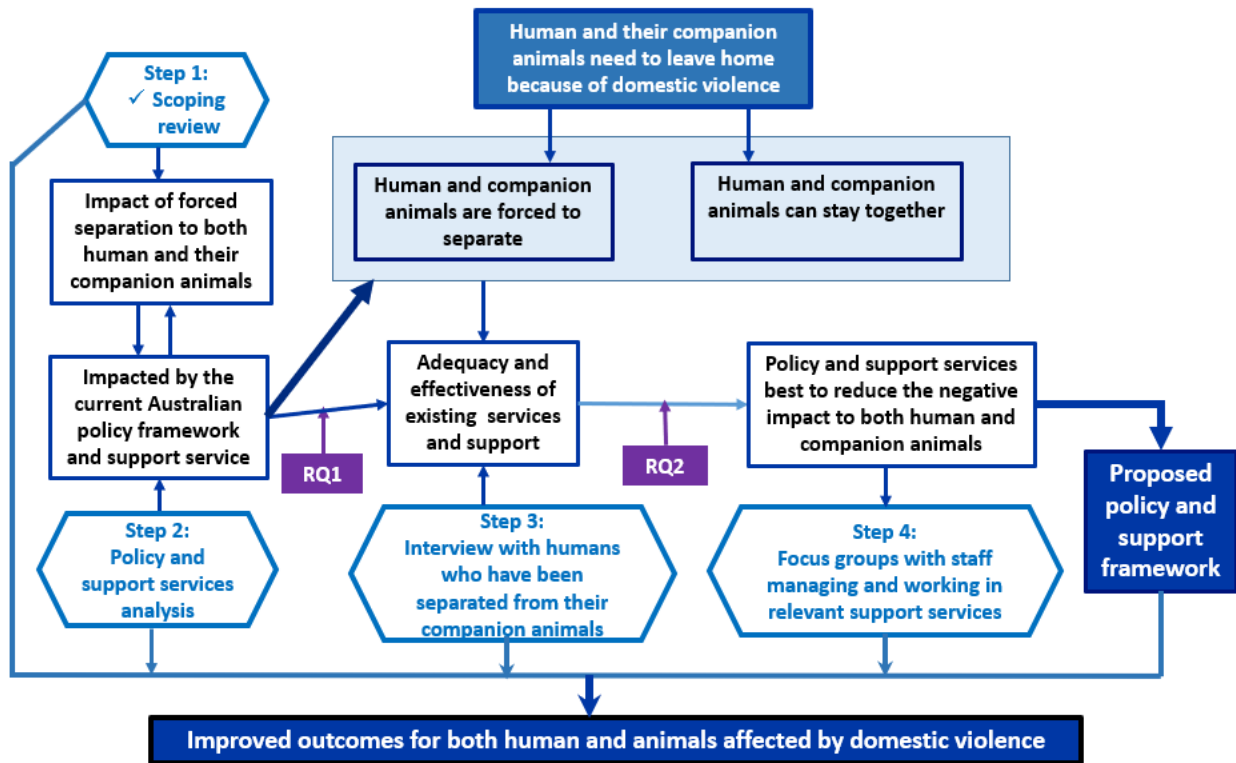 Human and their companion
animals need to leave home
because of domestic violence
Step 1:
✓ Scoping
review
Human and companion
animals are forced to
separate
Human and companion
animals can stay together
Impact of forced
separation to both
human and their
companion animals
Impacted by the
current Australian
policy framework
and support service
RQ1
Adequacy and
effectiveness of
existing services
and support
RQ2
Policy and support services
best to reduce the negative
impact to both human and
companion animals
Proposed
policy and
support
framework
Step 2:
Policy and
support services
analysis
Step 3:
Interview with humans
who have been
separated from their
companion animals
Step 4:
Focus groups with staff
managing and working in
relevant support services
Improved outcomes for both human and animals affected by domestic violence